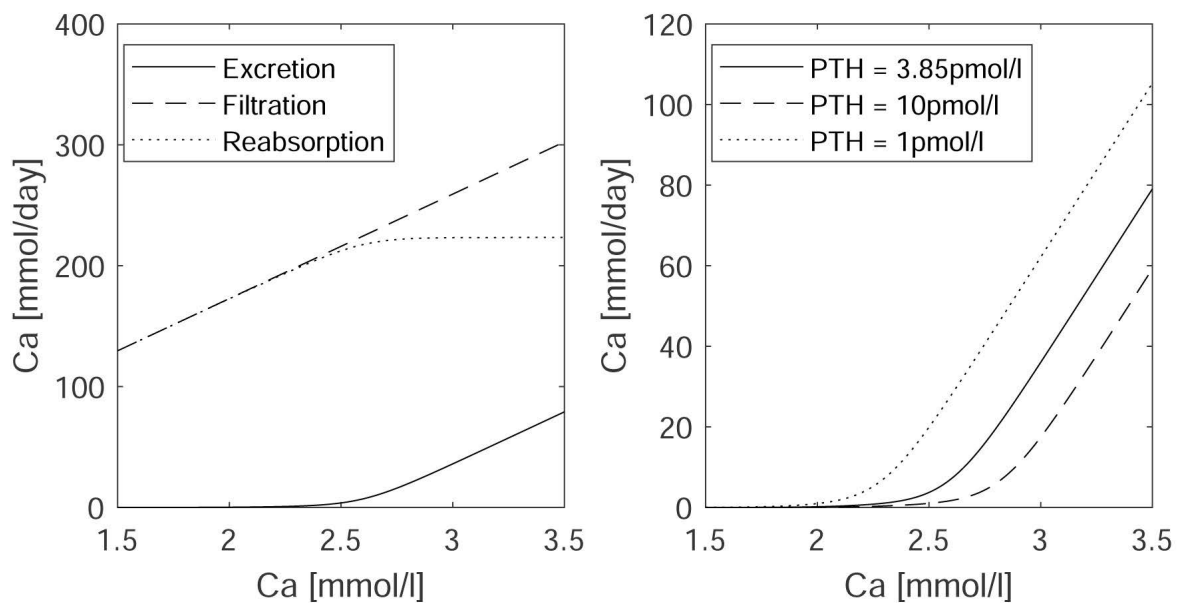 400
300
200
100
0
Ca [mmol/day]
Excretion
Filtration
Reabsorption
1.5 2 2.5 3 3.5
Ca [mmol/l]
120
100
80
60
40
20
0
Ca [mmol/day]
PTH = 3.85pmol/l
PTH = 10pmol/l
PTH = 1pmol/l
1.5 2 2.5 3 3.5
Ca [mmol/l]